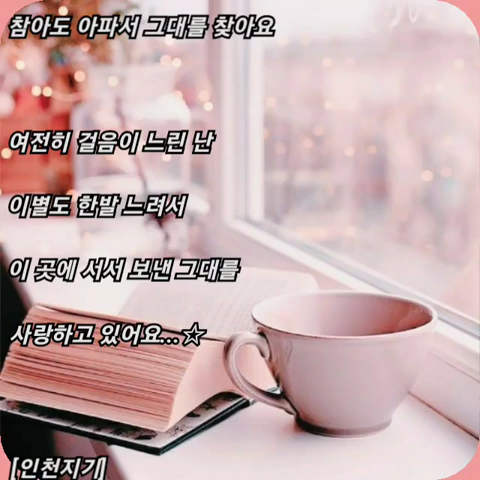 참아도 아파서 그대를 찾아요
여전히 걸음이 느린 난
이별도 한발 느려서
이 곳에 서서 보낸 그대를
사랑하고 있어요...☆
[인천지기]